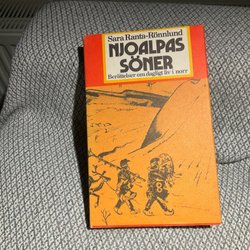 Sara Ranta-Rönnlund
NJOALPAS
SÖNER
Berättelser om dagligt liv i norr